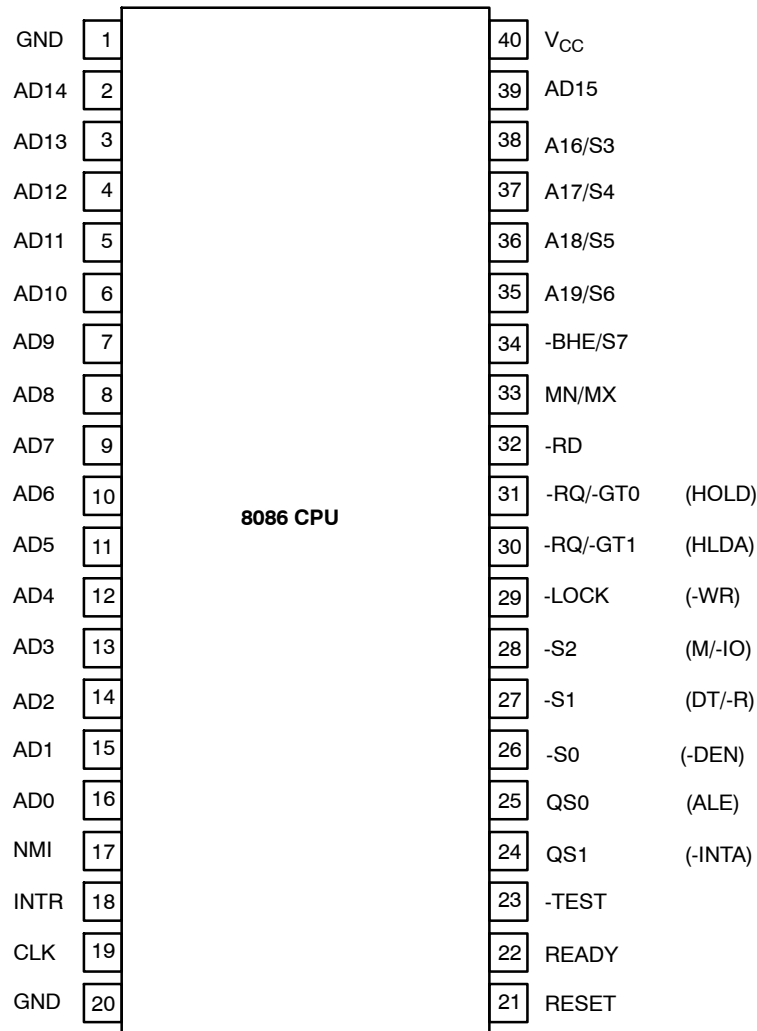 GND 1 40 VCC
AD14 2 39 AD15
AD13 3 38 A16/S3
AD12 4 37 A17/S4
AD11 5 36 A18/S5
AD10 6 35 A19/S6
AD9 7 34 -BHE/S7
AD8 8 33 MN/MX
AD7 9 32 -RD
AD6 10 31 -RQ/-GT0 (HOLD)
8086 CPU
AD5 11 30 -RQ/-GT1 (HLDA)
AD4 12 29 -LOCK (-WR)
AD3 13 28 -S2 (M/-IO)
AD2 14 27 -S1 (DT/-R)
AD1 15 26 -S0 (-DEN)
AD0 16 25 QS0 (ALE)
NMI 17 24 QS1 (-INTA)
INTR 18 23 -TEST
CLK 19 22 READY
GND 20 21 RESET